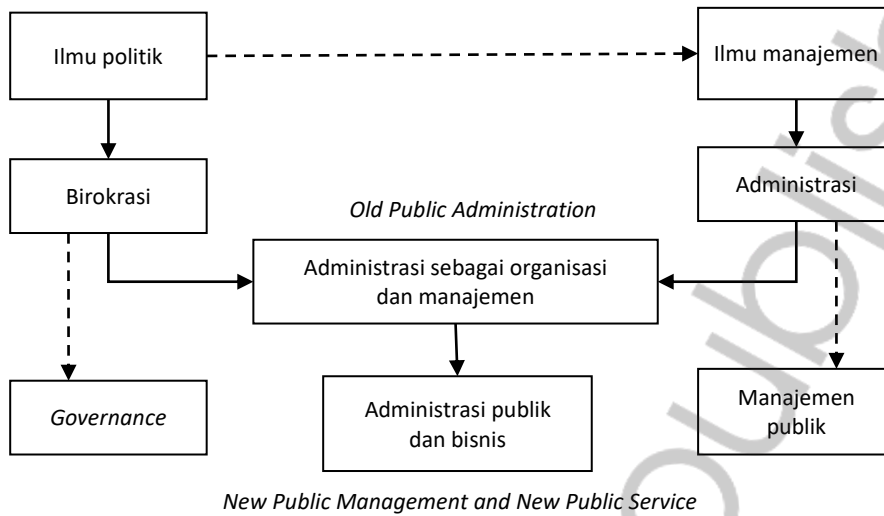 Ilmu politik
Ilmu manajemen
Birokrasi
Administrasi
Old Public Administration
Administrasi sebagai organisasi
dan manajemen
Governance
Administrasi publik
dan bisnis
Manajemen
publik
New Public Management and New Public Service